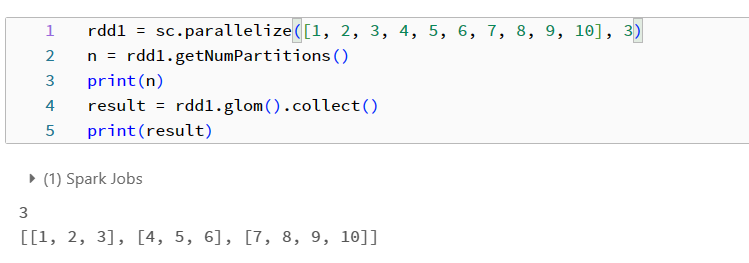 1 rdd1 = sc.parallelize([1, 2, 3, 4, 5, 6, 7, 8, 9, 10], 3)
2 n = rdd1.getNumPartitions()
3 print(n)
4 result = rdd1.glom().collect()
5 print(result)
(1) Spark Jobs
3
[[1, 2, 3], [4, 5, 6], [7, 8, 9, 10]]